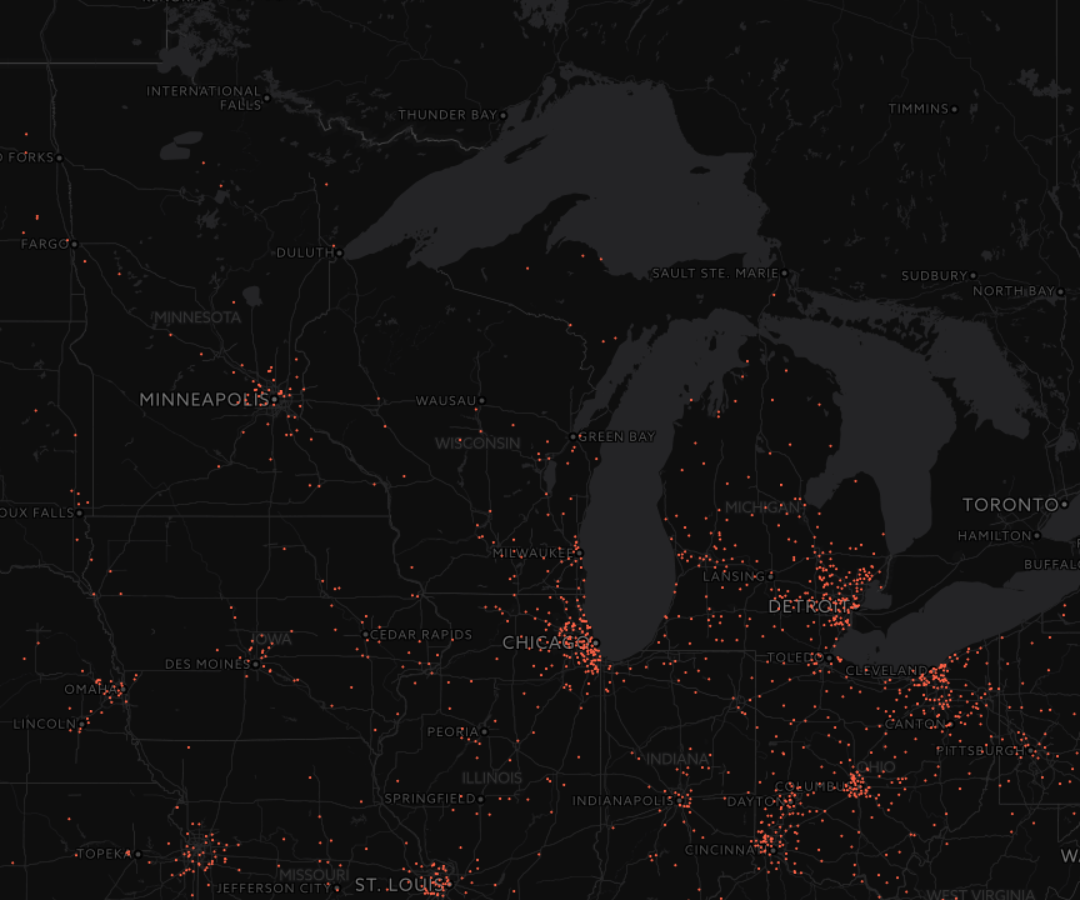 INTERNATIONAL
FALLS
THUNDER BAY
TIMMINS
FORKS
FARGO
DULUTH
SAULT STE. MARIE
SUDBURY
NORTH BAY
MINNESOTA
MINNEAPOLIS
WAUSAU
WISCONSIN
GREEN BAY
TORONTO
MICHIGAN
OUX FALLS
HAMILTON
MILWAUKEE
BUFFALO
LANSING
DETROIT
IOWA
CEDAR RAPIDS
CHICAGO
DES MOINES
TOLEDO
CLEVELAND
OMAHA
LINCOLN
CANTON
PEORIA
PITTSBURGH
INDIANA
OHIO
ILLINOIS
COLUMBUS
SPRINGFIELD
INDIANAPOLIS
DAYTON
TOPEKA
CINCINNATI
MISSOURI
JEFFERSON CITY
ST. LOUIS
WEST VIRGINIA